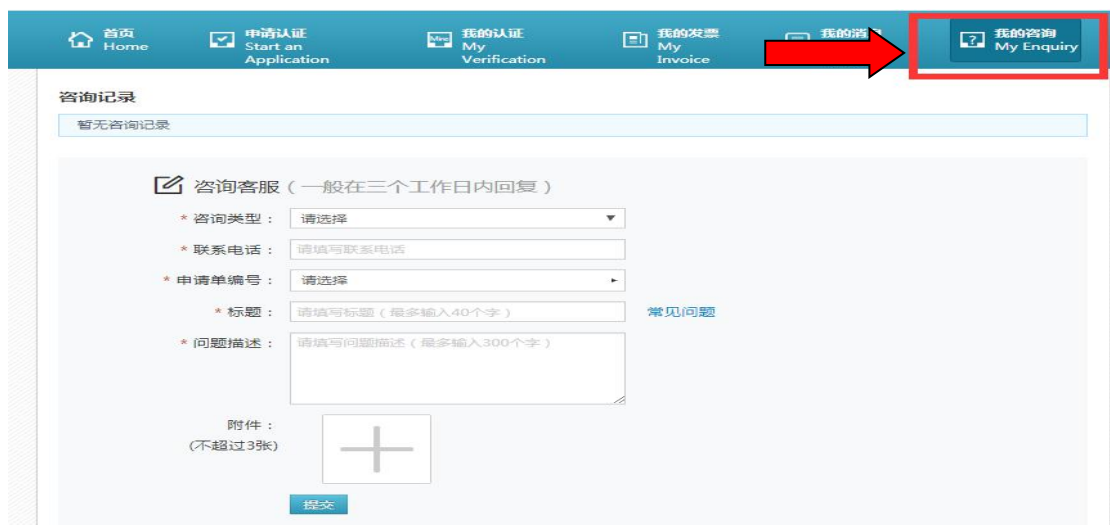 首页
Home
申请认证
Start an
Application
Mine
我的认证
My
Verification
我的发票
My
Invoice
我的消
?
我的咨询
My Enquiry
咨询记录
暂无咨询记录
咨询客服(一般在三个工作日内回复)
* 咨询类型: 请选择
* 联系电话: 请填写联系电话
* 申请单编号: 请选择
* 标题: 请填写标题(最多输入40个字) 常见问题
* 问题描述: 请填写问题描述(最多输入300个字)
附件:
(不超过3张)
提交